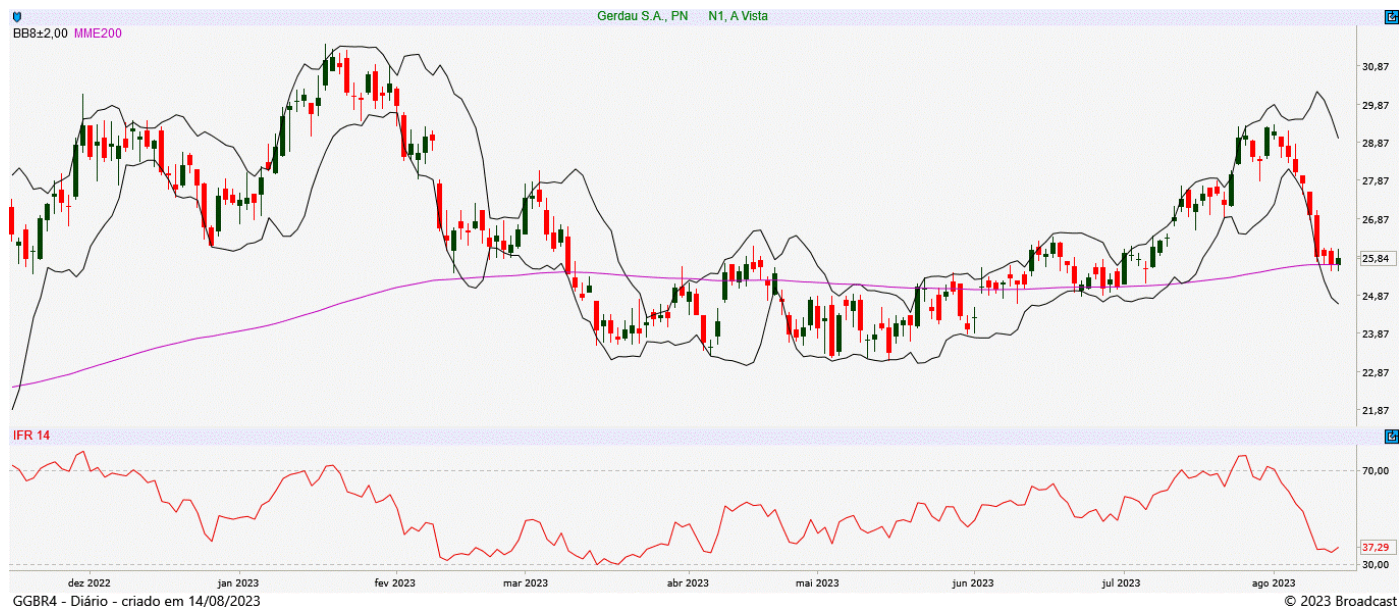 Gerdau S.A., PN N1, A Vista
BB8±2,00 MME200
30,87
29,87
28,87
27,87
26,87
25,84
24,87
23,87
22,87
21,87
IFR 14
70,00
37,29
30,00
dez 2022 jan 2023 fev 2023 mar 2023 abr 2023 mai 2023 jun 2023 jul 2023 ago 2023
GGBR4 - Diário - criado em 14/08/2023 © 2023 Broadcast